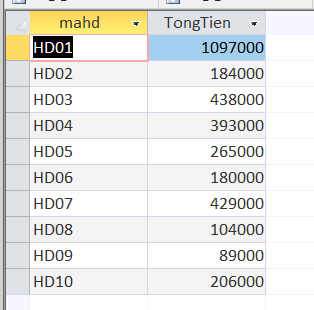 mahd TongTien
HD01 1097000
HD02 184000
HD03 438000
HD04 393000
HD05 265000
HD06 180000
HD07 429000
HD08 104000
HD09 89000
HD10 206000